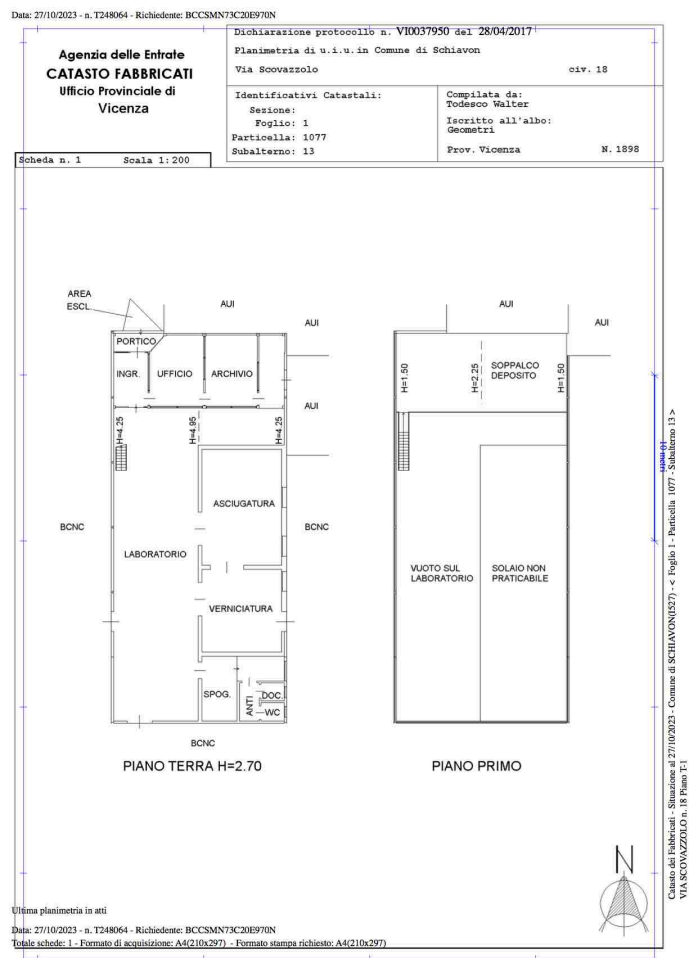 Data: 27/10/2023 - n. T248064 - Richiedente: BCCSMN73C20E970N
Agenzia delle Entrate
CATASTO FABBRICATI
Ufficio Provinciale di
Vicenza
Dichiarazione protocollo n. VI0037950 del 28/04/2017
Planimetria di u.i.u. in Comune di Schiavon
Via Scovazzolo civ. 18
Identificativi Catastali:
Sezione:
Foglio: 1
Particella: 1077
Subalterno: 13
Compilata da:
Todesco Walter
Iscritto all'albo:
Geometri
Prov. Vicenza N. 1898
Scheda n. 1 Scala 1:200
AREA
ESCL.
AUI
AUI
PORTICO
INGR.
UFFICIO
ARCHIVIO
AUI
H=4.25
H=4.95
H=4.25
ASCIUGATURA
BCNC
BCNC
LABORATORIO
VERNICIATURA
SPOG.
ANTI
DOC.
WC
BCNC
PIANO TERRA H=2.70
AUI
AUI
H=1.50
H=2.25
SOPPALCO
DEPOSITO
H=1.50
VUOTO SUL
LABORATORIO
SOLAIO NON
PRATICABILE
PIANO PRIMO
10 metri
Catasto dei Fabbricati - Situazione al 27/10/2023 - Comune di SCHIAVON(I527) - < Foglio 1 - Particella 1077 - Subalterno 13 >
VIA SCOVAZZOLO n. 18 Piano T-1
N
Ultima planimetria in atti
Data: 27/10/2023 - n. T248064 - Richiedente: BCCSMN73C20E970N
Totale schede: 1 - Formato di acquisizione: A4(210x297) - Formato stampa richiesto: A4(210x297)